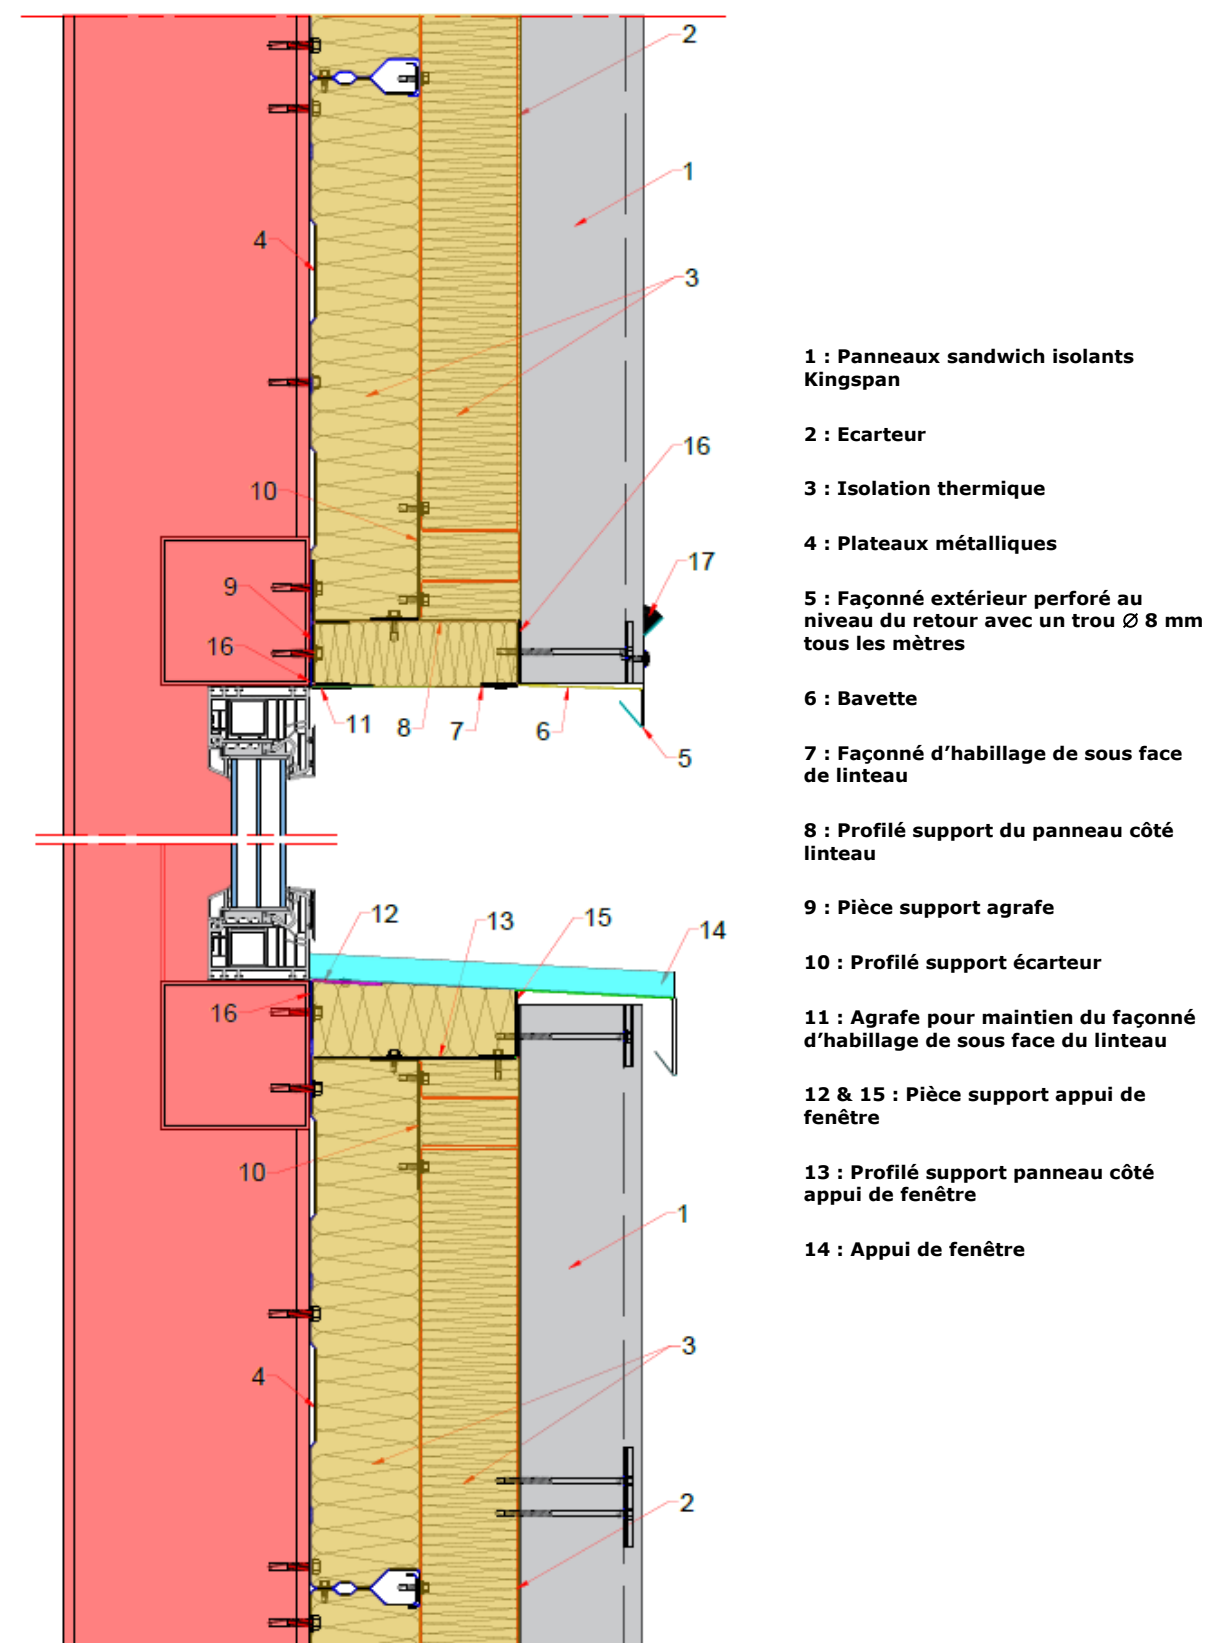 2
1
4
3
16
10
17
9
16
11
8
7
6
5
12
13
15
14
16
10
1
3
4
2
1 : Panneaux sandwich isolants
Kingspan
2 : Ecarteur
3 : Isolation thermique
4 : Plateaux métalliques
5 : Façonné extérieur perforé au
niveau du retour avec un trou ∅ 8 mm
tous les mètres
6 : Bavette
7 : Façonné d’habillage de sous face
de linteau
8 : Profilé support du panneau côté
linteau
9 : Pièce support agrafe
10 : Profilé support écarteur
11 : Agrafe pour maintien du façonné
d’habillage de sous face du linteau
12 & 15 : Pièce support appui de
fenêtre
13 : Profilé support panneau côté
appui de fenêtre
14 : Appui de fenêtre